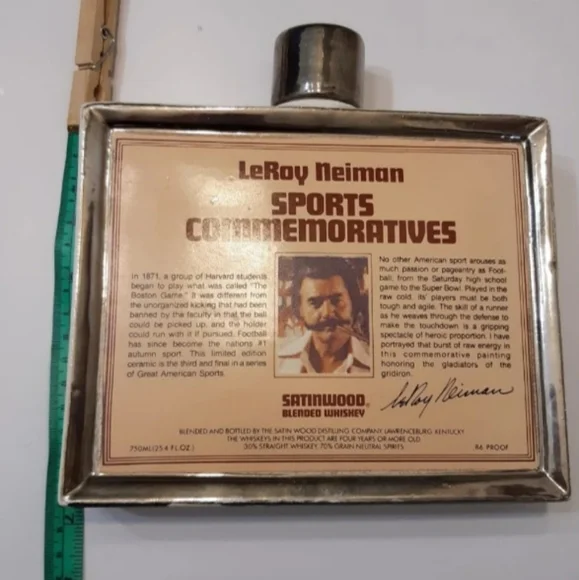 LeRoy Neiman
SPORTS
COMMEMORATIVES
In 1871, a group of Harvard students
began to play what was called "The
Boston Game." It was different from
the unorganized kicking that had been
banned by the faculty in that the ball
could be picked up, and the holder
could run with it if pursued. Football
has since become the nations #1
autumn sport. This limited edition
ceramic is the third and final in a series
of Great American Sports.
No other American sport arouses as
much passion or pageantry as Foot-
ball; from the Saturday high school
game to the Super Bowl. Played in the
raw cold, its' players must be both
tough and agile. The skill of a runner
as he weaves through the defense to
make the touchdown is a gripping
spectacle of heroic proportion. I have
portrayed that burst of raw energy in
this commemorative painting
honoring the gladiators of the
gridiron.
LeRoy Neiman
SATINWOOD®
BLENDED WHISKEY
BLENDED AND BOTTLED BY THE SATIN WOOD DISTILLING COMPANY, LAWRENCEBURG, KENTUCKY
THE WHISKEYS IN THIS PRODUCT ARE FOUR YEARS OR MORE OLD.
750ML (25.4 FL.OZ.) 30% STRAIGHT WHISKEY, 70% GRAIN NEUTRAL SPIRITS 86 PROOF